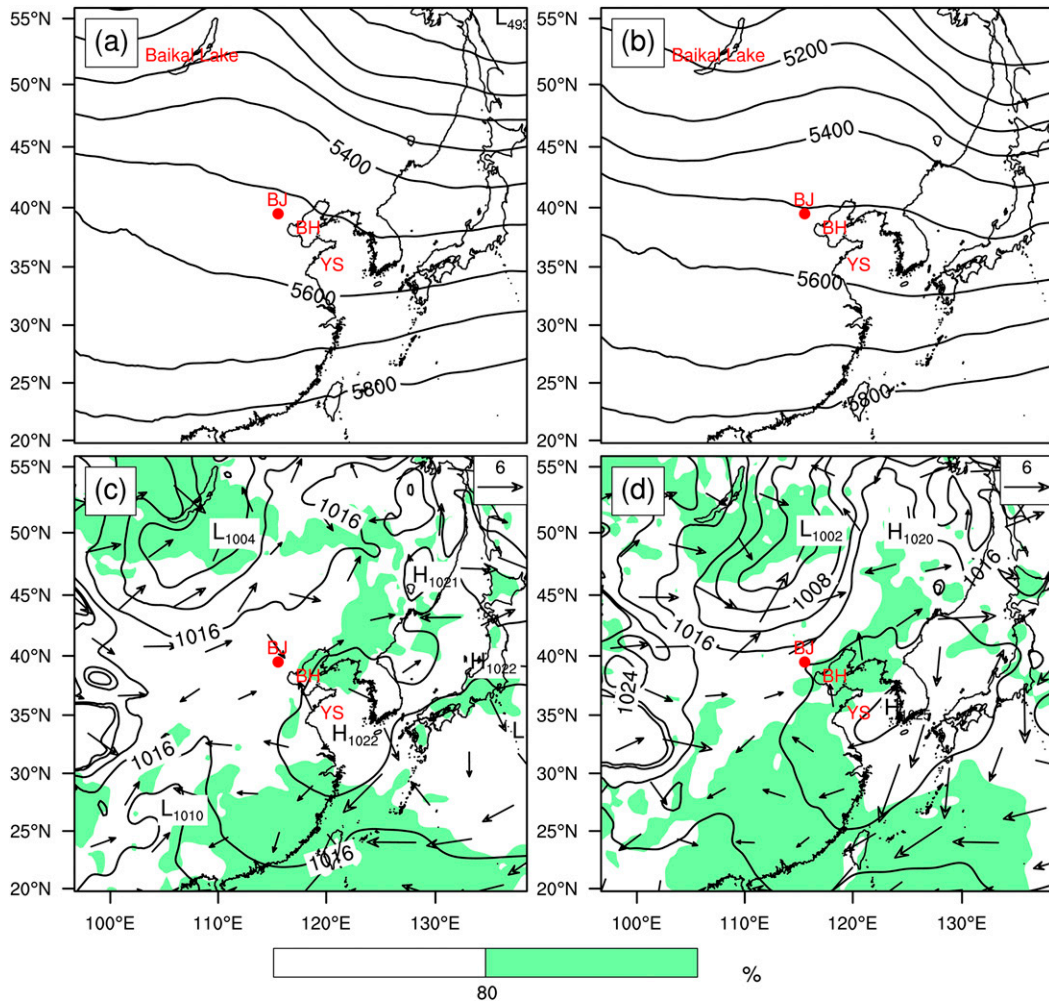 55°N
50°N
45°N
40°N
35°N
30°N
25°N
20°N
(a)
Baikal Lake
BJ
BH
YS
5400
5600
5800
55°N
50°N
45°N
40°N
35°N
30°N
25°N
20°N
(b)
Baikal Lake
BJ
BH
YS
5200
5400
5600
5800
55°N
50°N
45°N
40°N
35°N
30°N
25°N
20°N
(c)
6
L1004
1016
H1021
1016
BJ
BH
H1022
YS
H1022
1016
L
L1010
1016
100°E
110°E
120°E
130°E
55°N
50°N
45°N
40°N
35°N
30°N
25°N
20°N
(d)
6
L1002
H1020
1016
1008
1016
BJ
BH
1024
YS
H
100°E
110°E
120°E
130°E
80
%